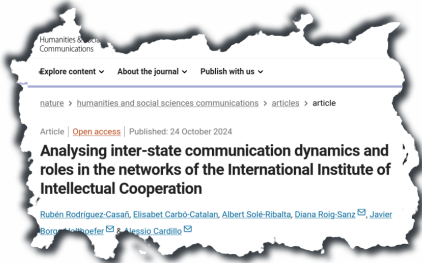 Humanities & Social
Communications
Explore content About the journal Publish with us
nature > humanities and social sciences communications > articles > article
Article | Open access | Published: 24 October 2024
Analysing inter-state communication dynamics and
roles in the networks of the International Institute of
Intellectual Cooperation
Rubén Rodríguez-Casañ, Elisabet Carbó-Catalan, Albert Solé-Ribalta, Diana Roig-Sanz, Javier
Borge-Holthoefer & Alessio Cardillo